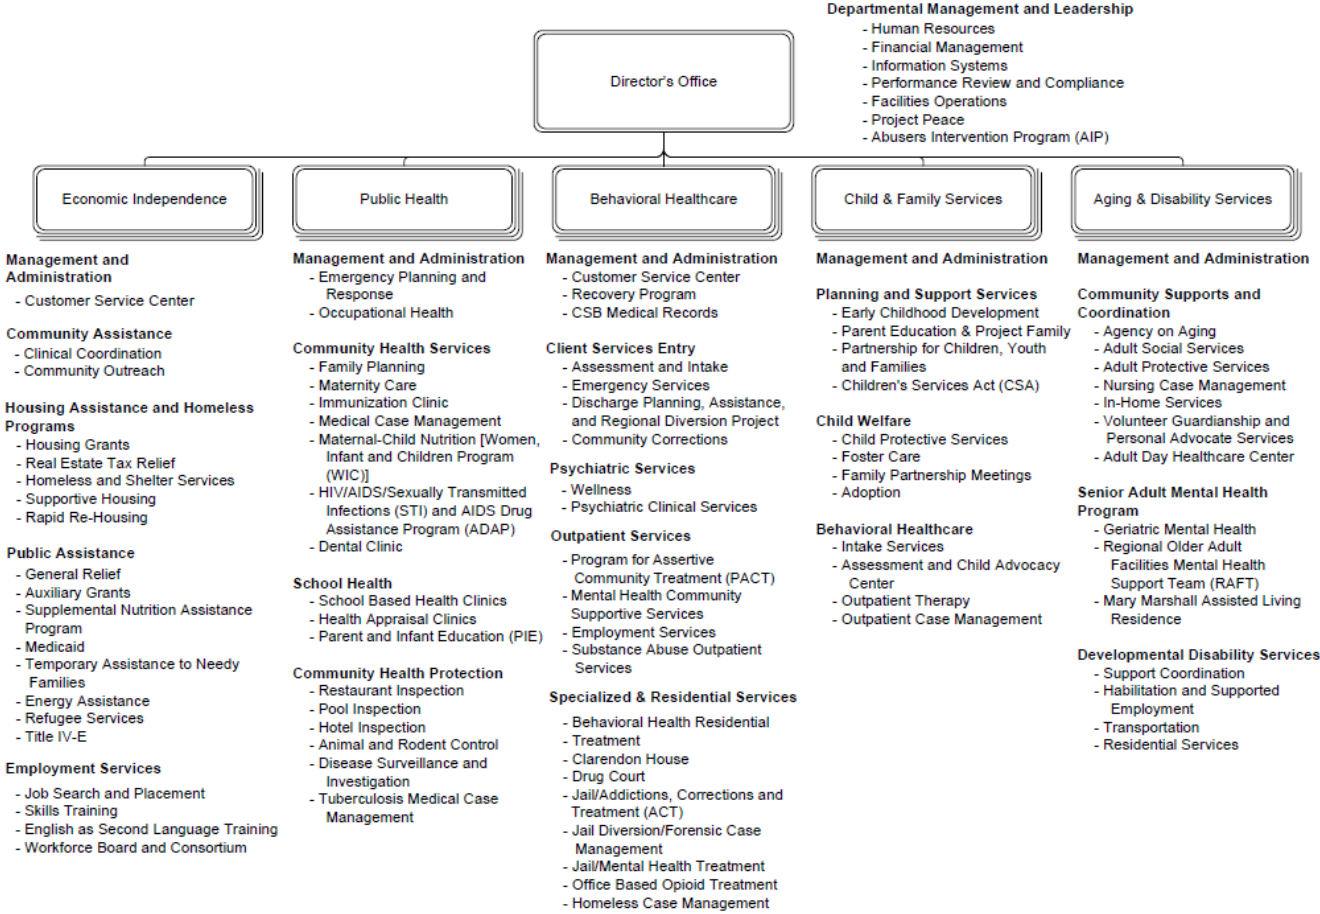 Departmental Management and Leadership
- Human Resources
- Financial Management
- Information Systems
- Performance Review and Compliance
- Facilities Operations
- Project Peace
- Abusers Intervention Program (AIP)
Director's Office
Economic Independence
Public Health
Behavioral Healthcare
Child & Family Services
Aging & Disability Services
Management and
Administration
- Customer Service Center
Community Assistance
- Clinical Coordination
- Community Outreach
Housing Assistance and Homeless
Programs
- Housing Grants
- Real Estate Tax Relief
- Homeless and Shelter Services
- Supportive Housing
- Rapid Re-Housing
Public Assistance
- General Relief
- Auxiliary Grants
- Supplemental Nutrition Assistance
Program
- Medicaid
- Temporary Assistance to Needy
Families
- Energy Assistance
- Refugee Services
- Title IV-E
Employment Services
- Job Search and Placement
- Skills Training
- English as Second Language Training
- Workforce Board and Consortium
Management and Administration
- Emergency Planning and
Response
- Occupational Health
Community Health Services
- Family Planning
- Maternity Care
- Immunization Clinic
- Medical Case Management
- Maternal-Child Nutrition [Women,
Infant and Children Program
(WIC)]
- HIV/AIDS/Sexually Transmitted
Infections (STI) and AIDS Drug
Assistance Program (ADAP)
- Dental Clinic
School Health
- School Based Health Clinics
- Health Appraisal Clinics
- Parent and Infant Education (PIE)
Community Health Protection
- Restaurant Inspection
- Pool Inspection
- Hotel Inspection
- Animal and Rodent Control
- Disease Surveillance and
Investigation
- Tuberculosis Medical Case
Management
Management and Administration
- Customer Service Center
- Recovery Program
- CSB Medical Records
Client Services Entry
- Assessment and Intake
- Emergency Services
- Discharge Planning, Assistance,
and Regional Diversion Project
- Community Corrections
Psychiatric Services
- Wellness
- Psychiatric Clinical Services
Outpatient Services
- Program for Assertive
Community Treatment (PACT)
- Mental Health Community
Supportive Services
- Employment Services
- Substance Abuse Outpatient
Services
Specialized & Residential Services
- Behavioral Health Residential
- Treatment
- Clarendon House
- Drug Court
- Jail/Addictions, Corrections and
Treatment (ACT)
- Jail Diversion/Forensic Case
Management
- Jail/Mental Health Treatment
- Office Based Opioid Treatment
- Homeless Case Management
Management and Administration
Planning and Support Services
- Early Childhood Development
- Parent Education & Project Family
- Partnership for Children, Youth
and Families
- Children's Services Act (CSA)
Child Welfare
- Child Protective Services
- Foster Care
- Family Partnership Meetings
- Adoption
Behavioral Healthcare
- Intake Services
- Assessment and Child Advocacy
Center
- Outpatient Therapy
- Outpatient Case Management
Management and Administration
Community Supports and
Coordination
- Agency on Aging
- Adult Social Services
- Adult Protective Services
- Nursing Case Management
- In-Home Services
- Volunteer Guardianship and
Personal Advocate Services
- Adult Day Healthcare Center
Senior Adult Mental Health
Program
- Geriatric Mental Health
- Regional Older Adult
Facilities Mental Health
Support Team (RAFT)
- Mary Marshall Assisted Living
Residence
Developmental Disability Services
- Support Coordination
- Habilitation and Supported
Employment
- Transportation
- Residential Services